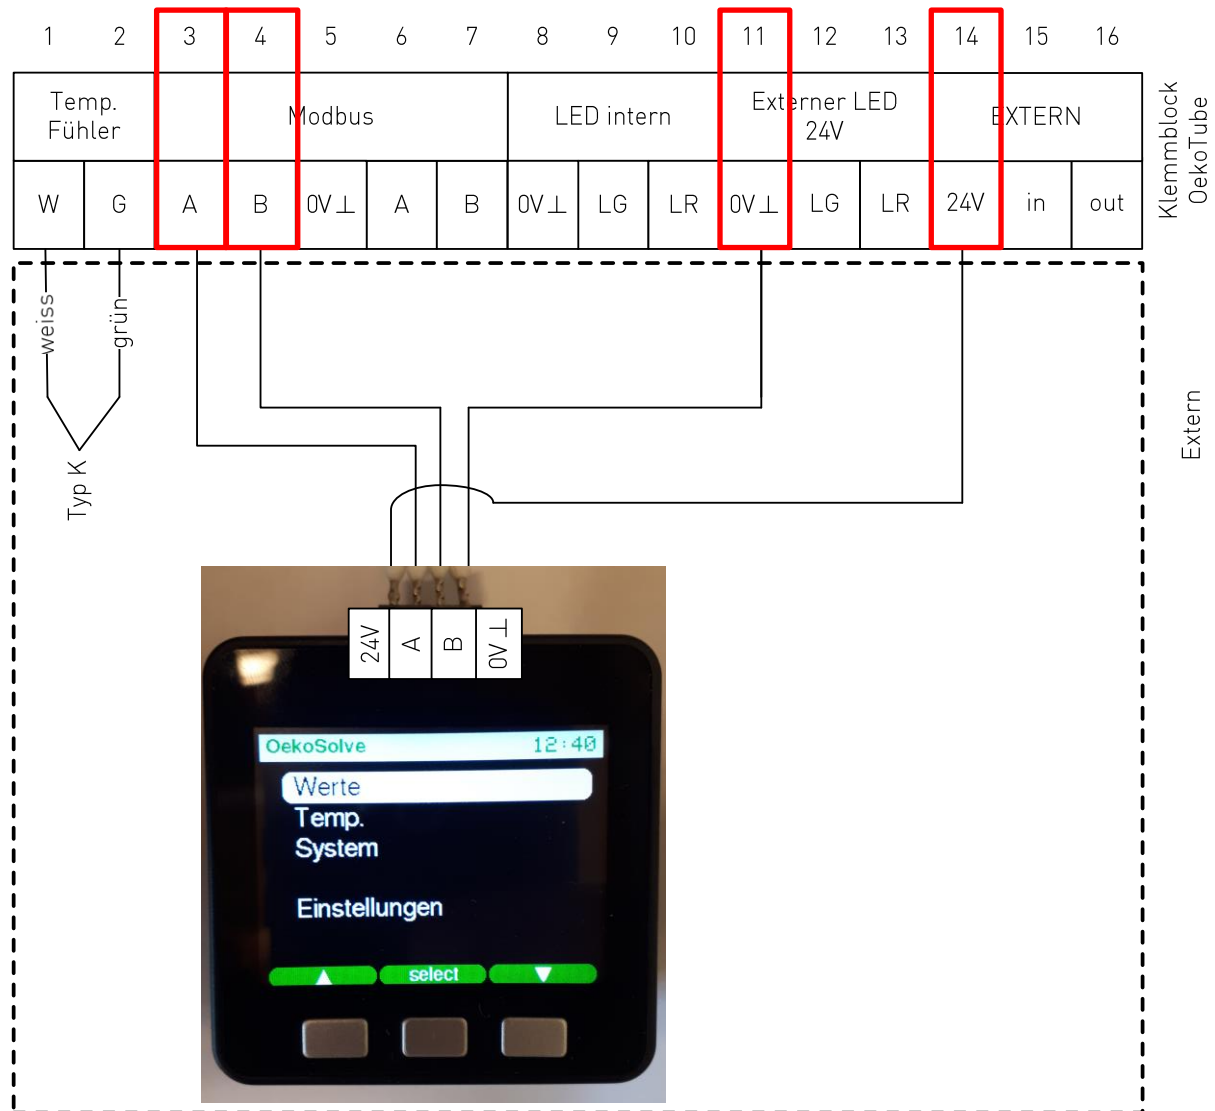 1 2 3 4 5 6 7 8 9 10 11 12 13 14 15 16
Temp.
Fühler
Modbus
LED intern
Externer LED
24V
EXTERN
W G A B 0V⊥ A B 0V⊥ LG LR 0V⊥ LG LR 24V in out
Klemmblock
OekoTube
weiss
grün
Typ K
Extern
24V A B 0V⊥
OekoSolve 12:40
Werte
Temp.
System
Einstellungen
▲ select ▼